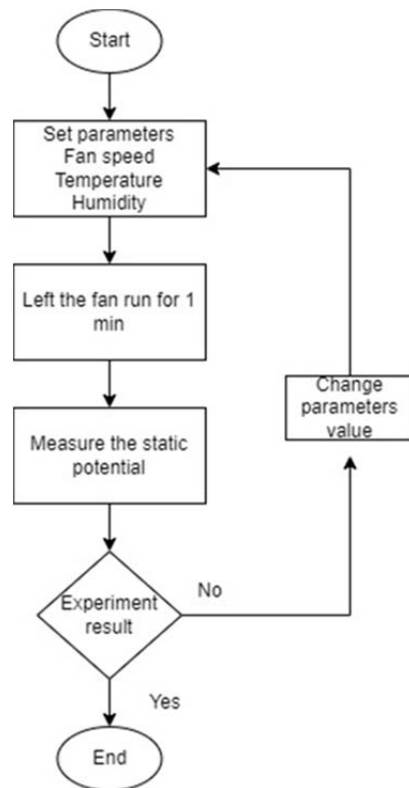 Start
Set parameters
Fan speed
Temperature
Humidity
Left the fan run for 1
min
Change
parameters
value
Measure the static
potential
Experiment
result
No
Yes
End